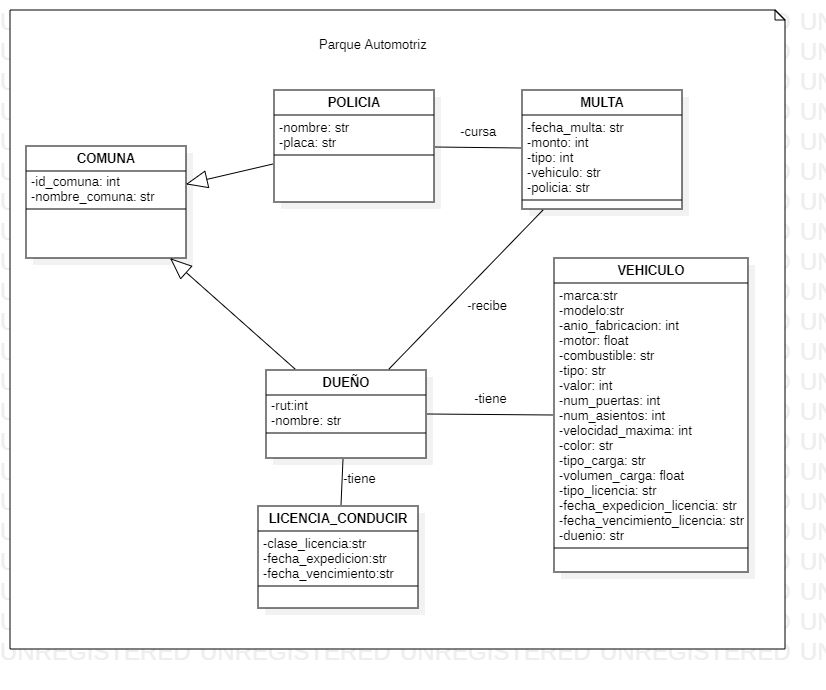 Parque Automotriz
POLICIA
-nombre: str
-placa: str
-cursa
MULTA
-fecha_multa: str
-monto: int
-tipo: int
-vehiculo: str
-policia: str
COMUNA
-id_comuna: int
-nombre_comuna: str
-recibe
VEHICULO
-marca:str
-modelo:str
-anio_fabricacion: int
-motor: float
-combustible: str
-tipo: str
-valor: int
-num_puertas: int
-num_asientos: int
-velocidad_maxima: int
-color: str
-tipo_carga: str
-volumen_carga: float
-tipo_licencia: str
-fecha_expedicion_licencia: str
-fecha_vencimiento_licencia: str
-duenio: str
DUEÑO
-rut:int
-nombre: str
-tiene
-tiene
LICENCIA_CONDUCIR
-clase_licencia:str
-fecha_expedicion:str
-fecha_vencimiento:str
UNREGISTERED UNREGISTERED UNREGISTERED UNREGISTERED UN